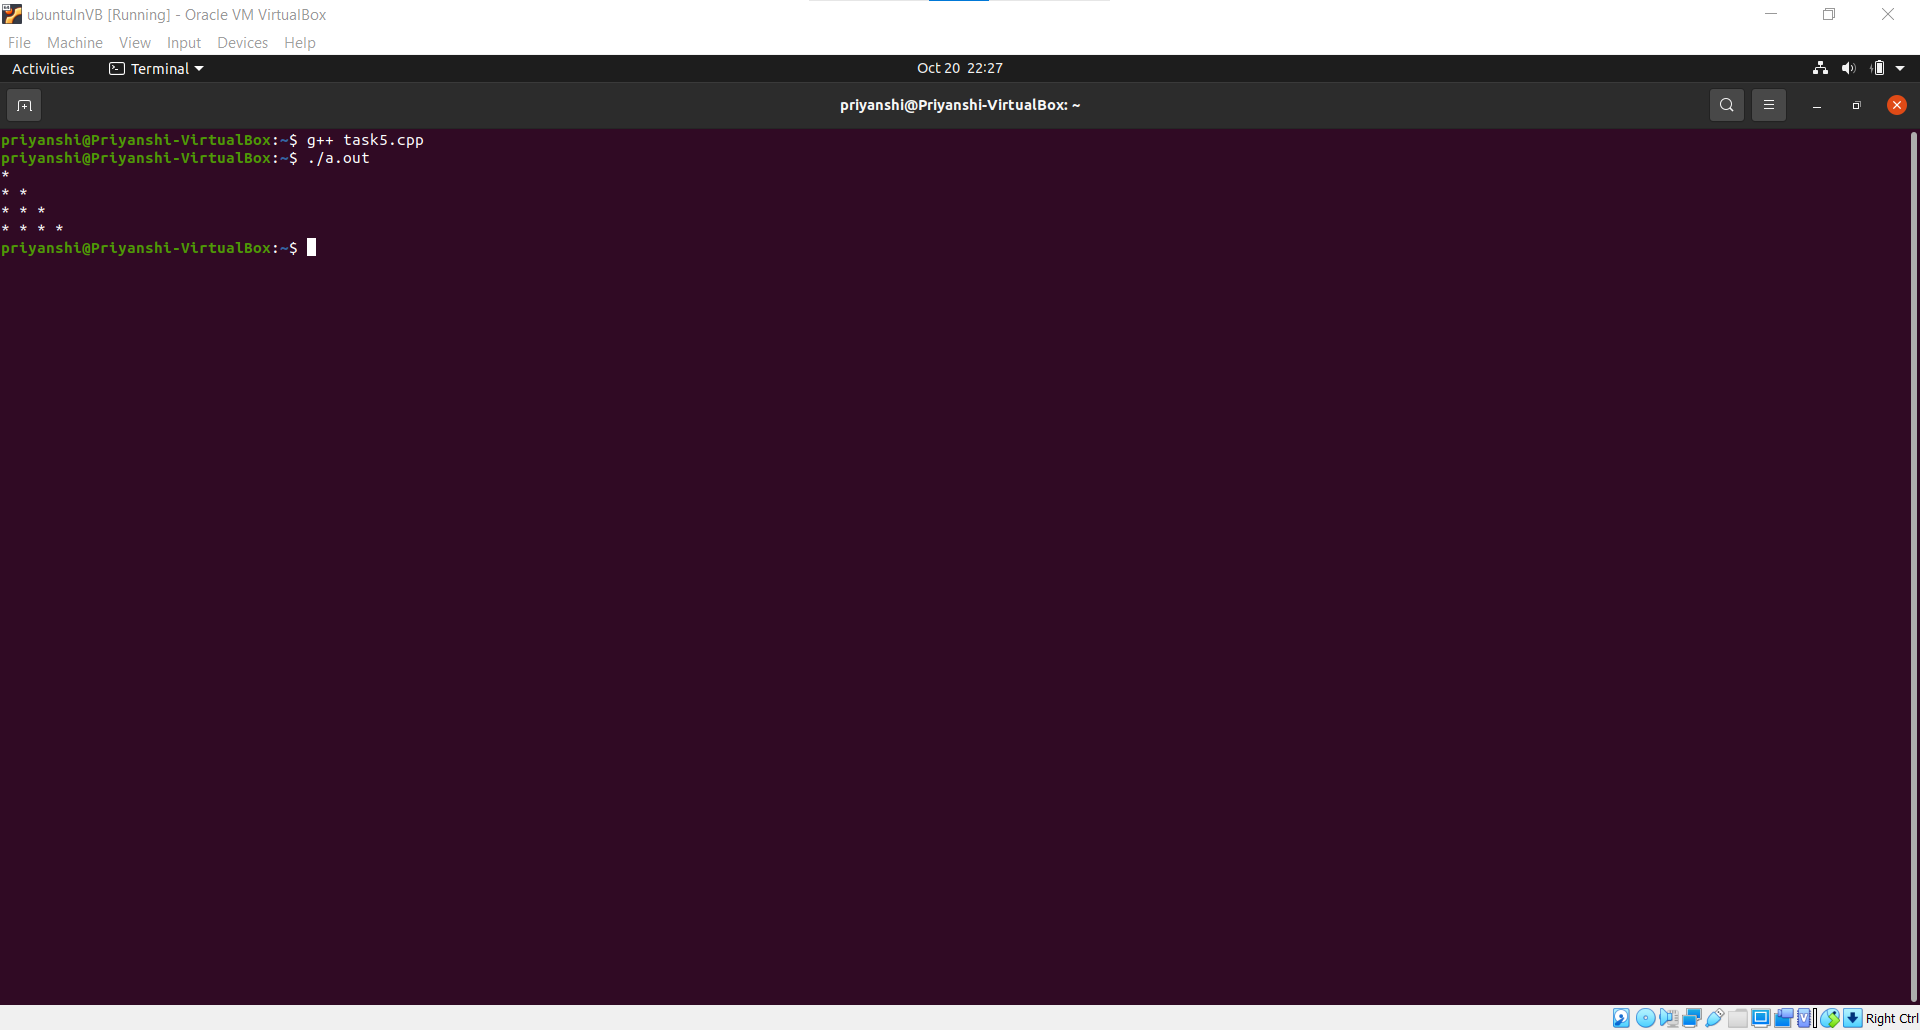 ubuntuInVB [Running] - Oracle VM VirtualBox
File Machine View Input Devices Help
Activities Terminal Oct 20 22:27
priyanshi@Priyanshi-VirtualBox: ~
priyanshi@Priyanshi-VirtualBox:~$ g++ task5.cpp
priyanshi@Priyanshi-VirtualBox:~$ ./a.out
*
* *
* * *
* * * *
priyanshi@Priyanshi-VirtualBox:~$
Right Ctrl